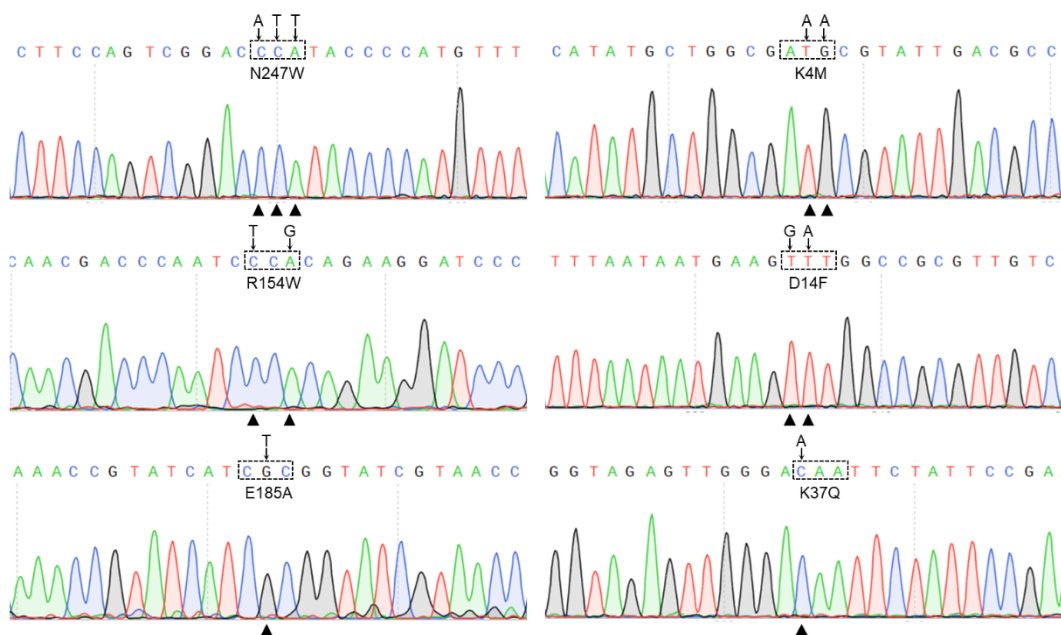 A T T
C T T C C A G T C G G A C C C A T A C C C C A T G T T T
N247W
A A
C A T A T G C T G G C G A T G C G T A T T G A C G C C
K4M
T G
C A A C G A C C C A A T C C C A C A G A A G G A T C C C
R154W
G A
T T T A A T A A T G A A G T T T G G C C G C G T T G T C
D14F
T
A A A C C G T A T C A T C G C G G T A T C G T A A C C
E185A
A
G G T A G A G T T G G G A C A A T T C T A T T C C G A
K37Q